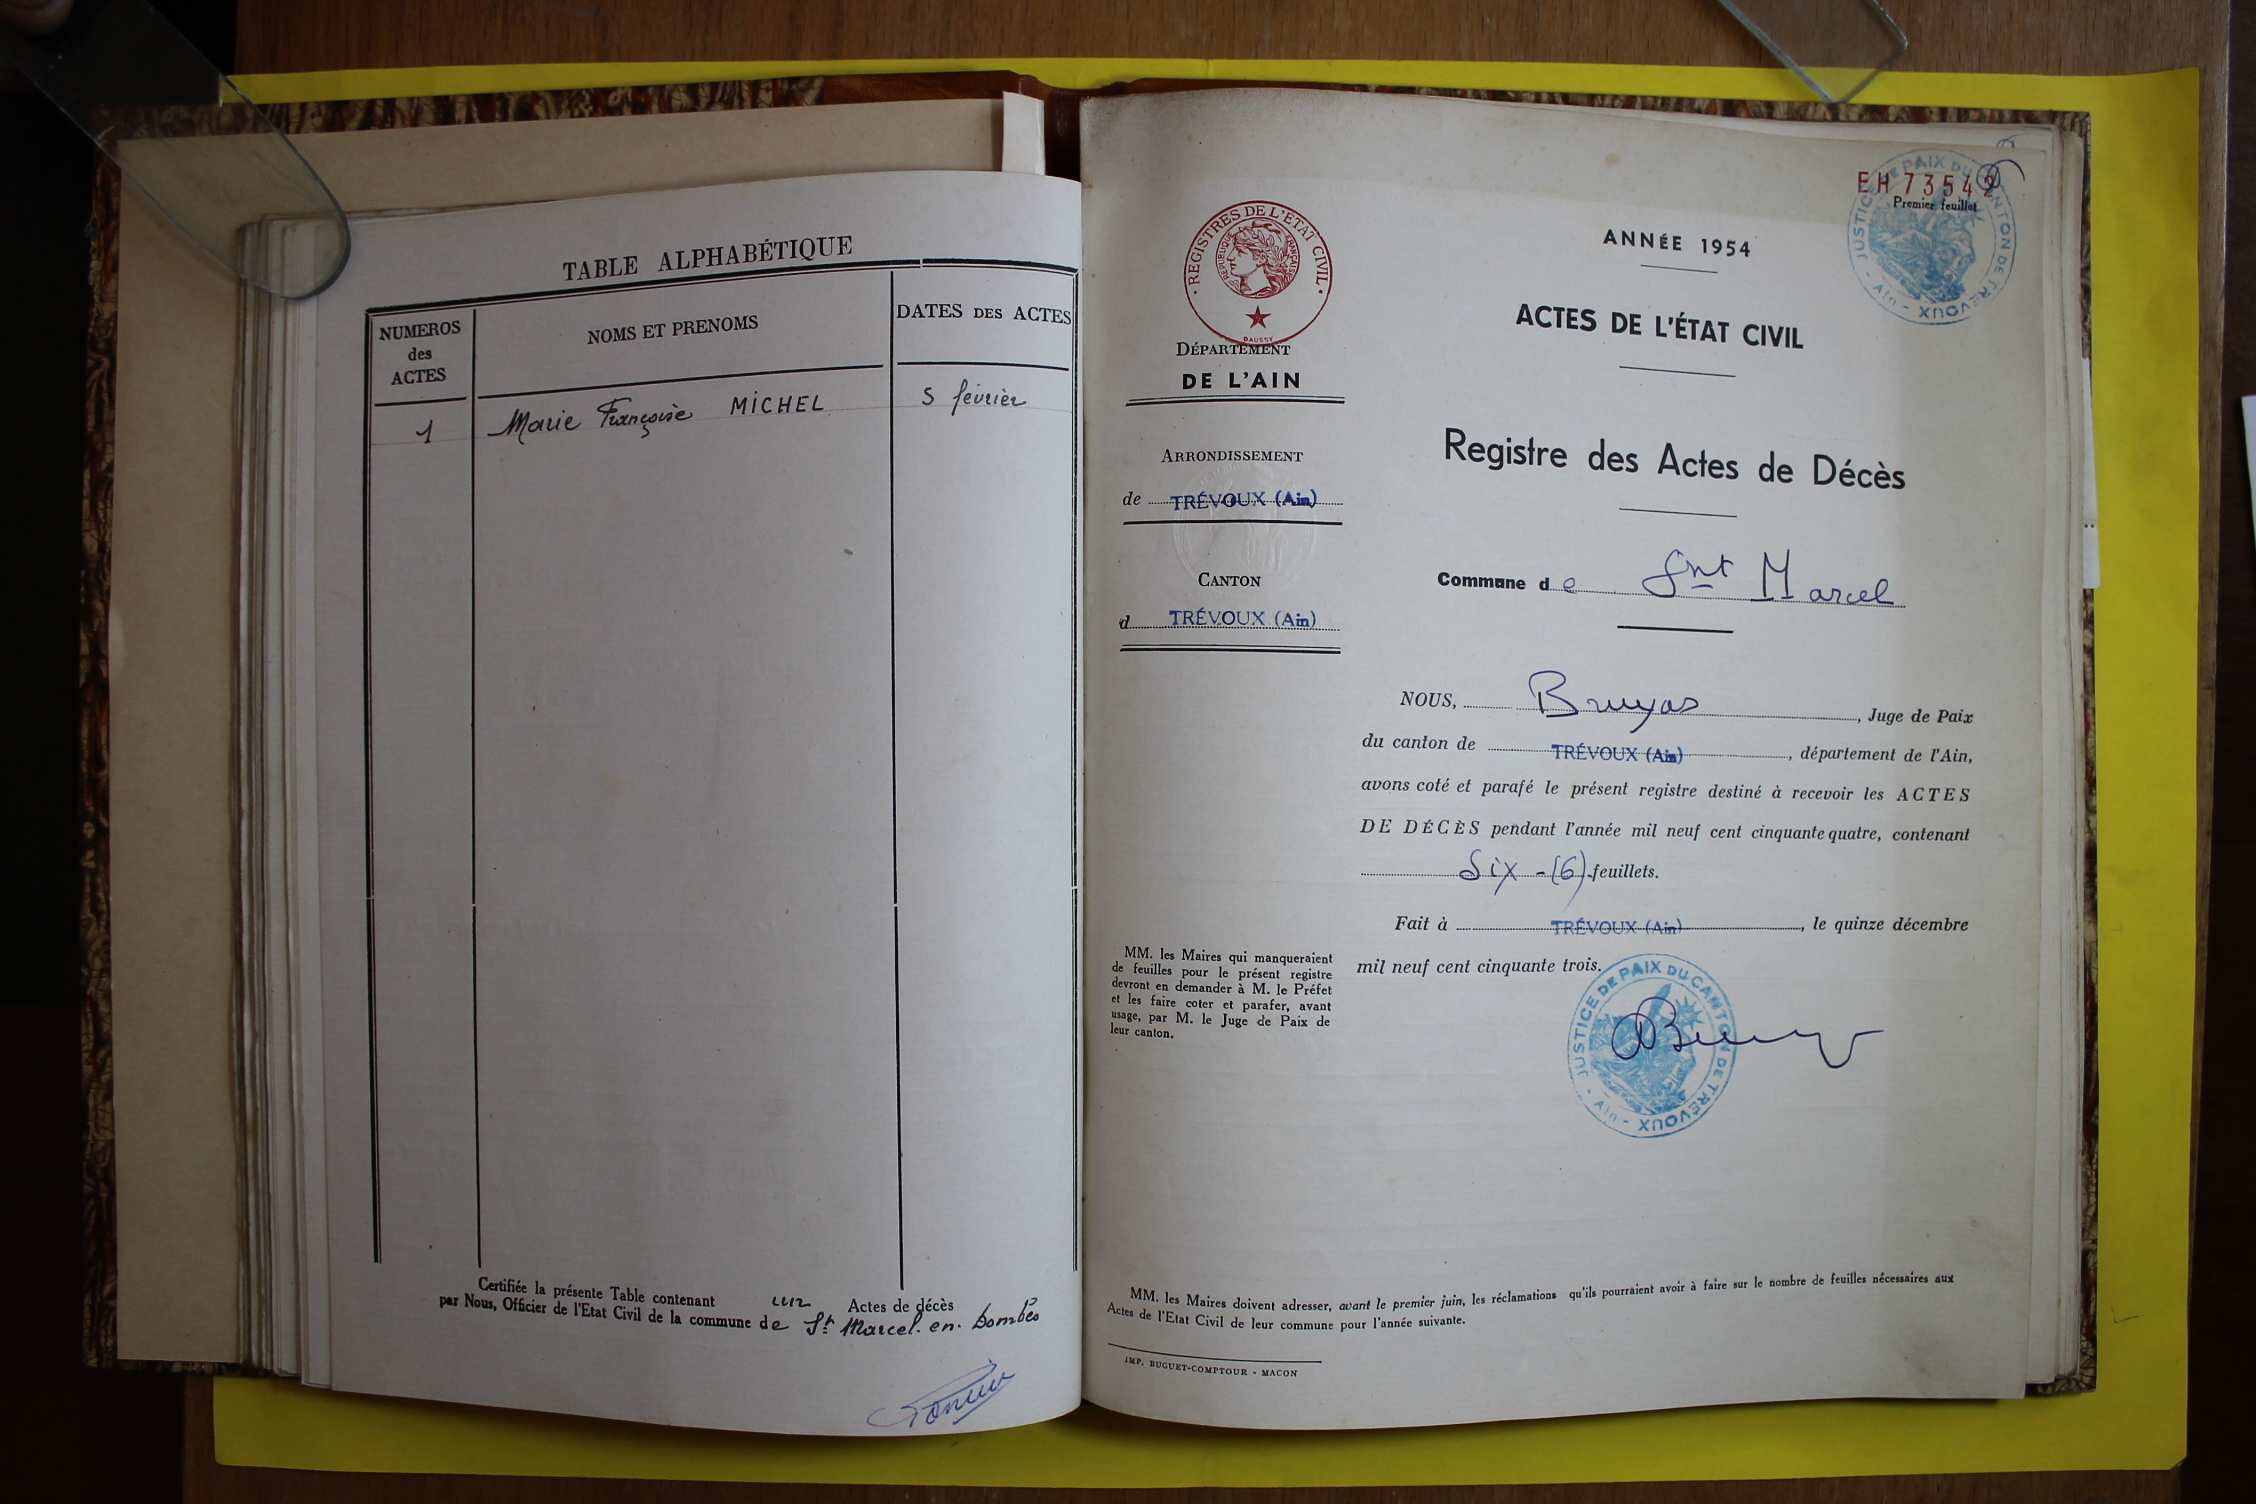 TABLE ALPHABÉTIQUE
NUMEROS
des
ACTES
NOMS ET PRENOMS
DATES DES ACTES
1 Marie Françoise MICHEL 5 février
Certifiée la présente Table contenant une Actes de décès
par Nous, Officier de l'Etat Civil de la commune de St Marcel-en-Dombes
EH 73542
Premier feuillet
JUSTICE DE PAIX DU CANTON DE TRÉVOUX - Ain -
REGISTRES DE L'ETAT CIVIL
RÉPUBLIQUE FRANÇAISE
DAUSSY
DÉPARTEMENT
DE L'AIN
ARRONDISSEMENT
de TRÉVOUX (Ain)
CANTON
d TRÉVOUX (Ain)
ANNÉE 1954
ACTES DE L'ÉTAT CIVIL
Registre des Actes de Décès
Commune de Snt Marcel
NOUS, Bruyas, Juge de Paix
du canton de TRÉVOUX (Ain), département de l'Ain,
avons coté et parafé le présent registre destiné à recevoir les ACTES
DE DÉCÈS pendant l'année mil neuf cent cinquante quatre, contenant
Six - (6) feuillets.
Fait à TRÉVOUX (Ain), le quinze décembre
mil neuf cent cinquante trois.
JUSTICE DE PAIX DU CANTON DE TRÉVOUX - Ain -
MM. les Maires qui manqueraient
de feuilles pour le présent registre
devront en demander à M. le Préfet
et les faire coter et parafer, avant
usage, par M. le Juge de Paix de
leur canton.
MM. les Maires doivent adresser, avant le premier juin, les réclamations qu'ils pourraient avoir à faire sur le nombre de feuilles nécessaires aux
Actes de l'Etat Civil de leur commune pour l'année suivante.
IMP. BUGUET-COMPTOUR - MACON